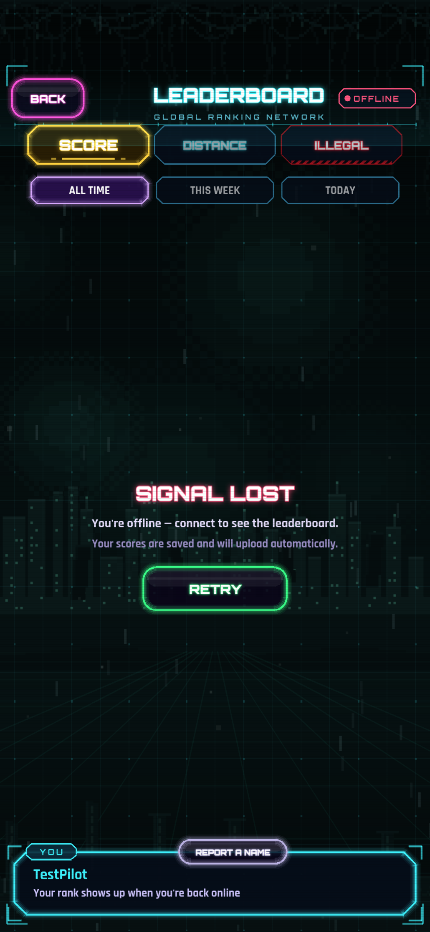 BACK
LEADERBOARD
OFFLINE
GLOBAL RANKING NETWORK
SCORE
DISTANCE
ILLEGAL
ALL TIME
THIS WEEK
TODAY
SIGNAL LOST
You're offline — connect to see the leaderboard.
Your scores are saved and will upload automatically.
RETRY
YOU
REPORT A NAME
TestPilot
Your rank shows up when you're back online